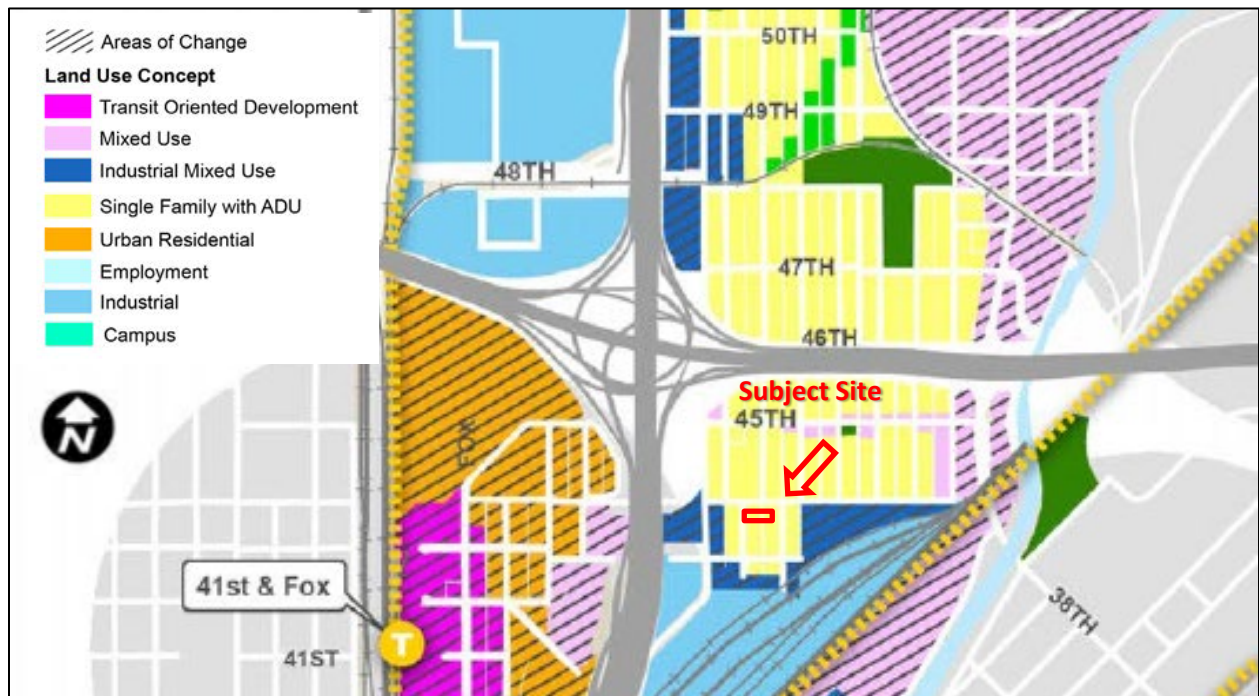 Areas of Change
Land Use Concept
Transit Oriented Development
Mixed Use
Industrial Mixed Use
Single Family with ADU
Urban Residential
Employment
Industrial
Campus
N
50TH
49TH
48TH
47TH
46TH
Subject Site
45TH
FOX
41st & Fox
T
41ST
38TH